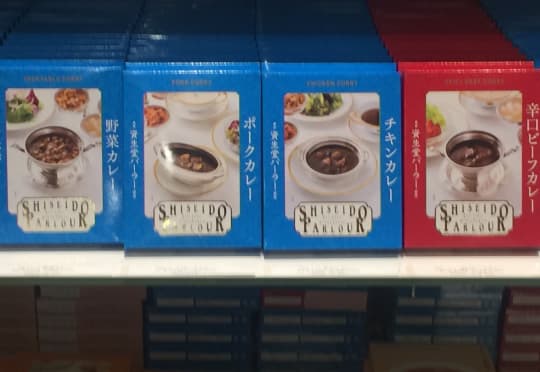 VEGETABLE CURRY
野菜カレー
資生堂パーラー
SHISEIDO
PARLOUR
PORK CURRY
ポークカレー
資生堂パーラー
SHISEIDO
PARLOUR
CHICKEN CURRY
チキンカレー
資生堂パーラー
SHISEIDO
PARLOUR
SPICY BEEF CURRY
辛口ビーフカレー
資生堂パーラー
SHISEIDO
PARLOUR